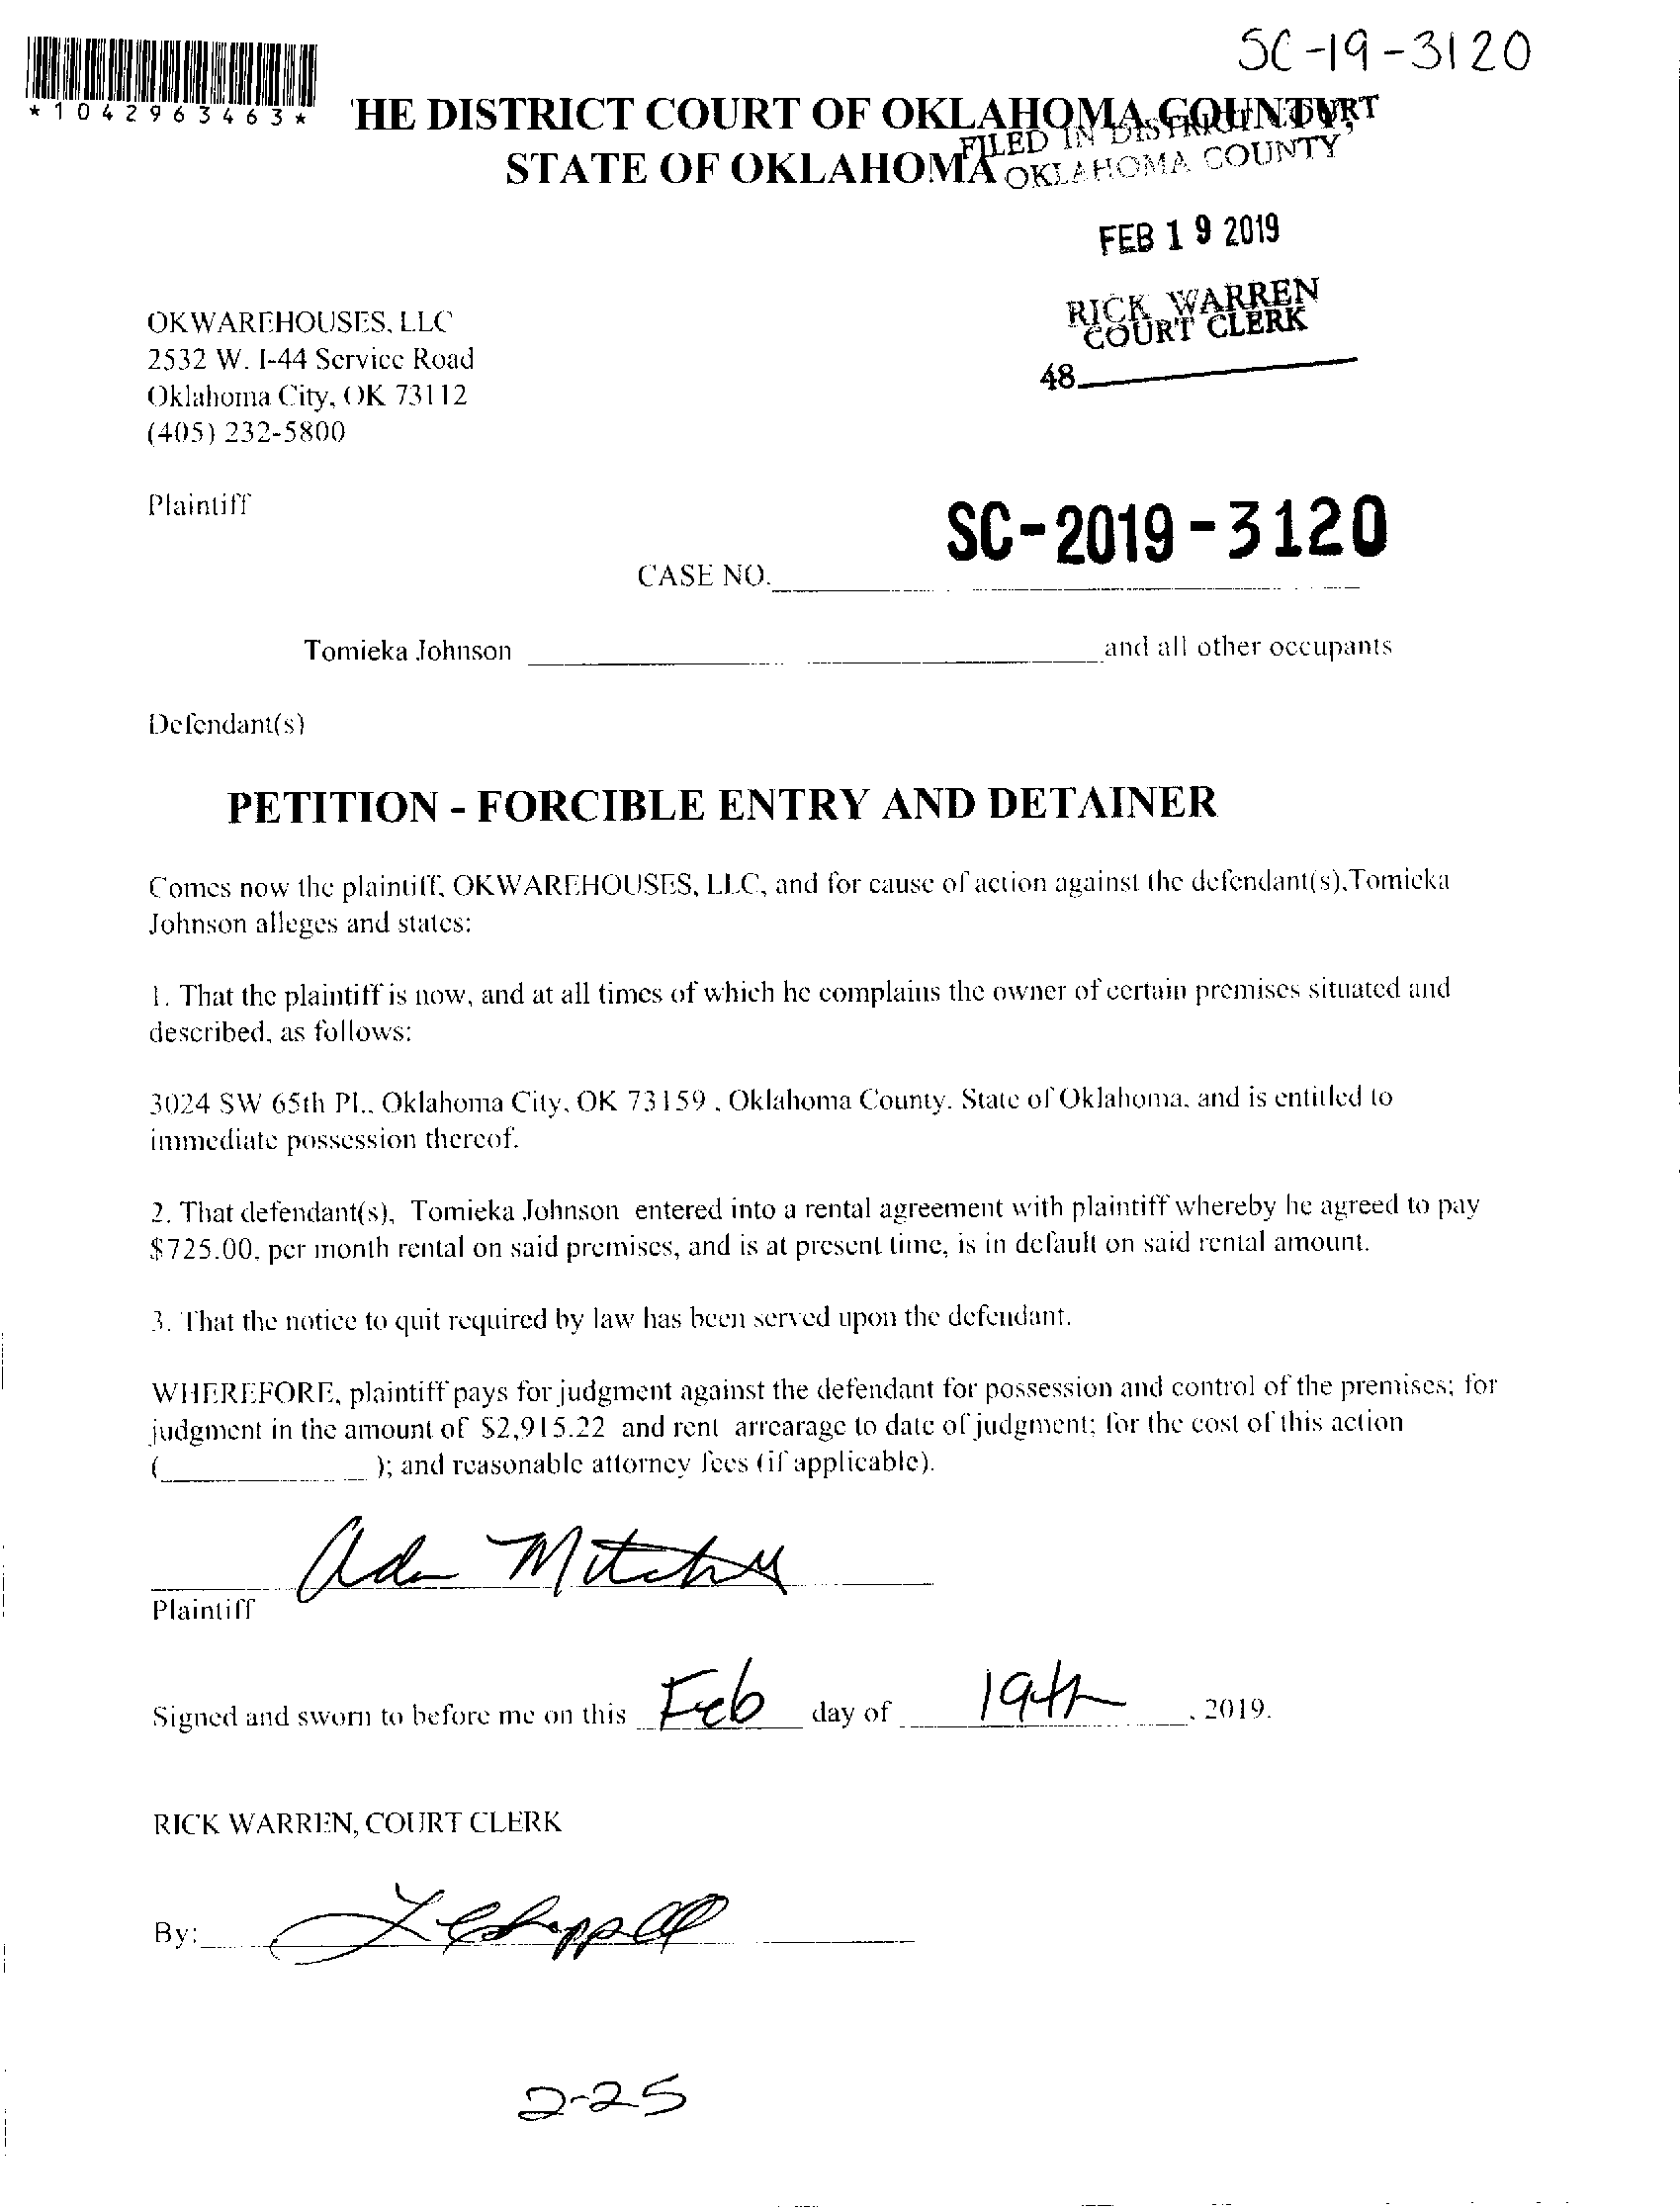 SC-19-3120
*1042963463*
'HE DISTRICT COURT OF OKLAHOMA COUNTY,
STATE OF OKLAHOMA
FILED IN DISTRICT COURT
OKLAHOMA COUNTY
FEB 19 2019
RICK WARREN
COURT CLERK
48
OKWAREHOUSES, LLC
2532 W. I-44 Service Road
Oklahoma City, OK 73112
(405) 232-5800
Plaintiff
SC-2019-3120
CASE NO.
Tomieka Johnson and all other occupants
Defendant(s)
PETITION - FORCIBLE ENTRY AND DETAINER
Comes now the plaintiff, OKWAREHOUSES, LLC, and for cause of action against the defendant(s),Tomieka
Johnson alleges and states:
1. That the plaintiff is now, and at all times of which he complains the owner of certain premises situated and
described, as follows:
3024 SW 65th Pl., Oklahoma City, OK 73159 , Oklahoma County, State of Oklahoma, and is entitled to
immediate possession thereof.
2. That defendant(s), Tomieka Johnson entered into a rental agreement with plaintiff whereby he agreed to pay
$725.00, per month rental on said premises, and is at present time, is in default on said rental amount.
3. That the notice to quit required by law has been served upon the defendant.
WHEREFORE, plaintiff pays for judgment against the defendant for possession and control of the premises; for
judgment in the amount of $2,915.22 and rent arrearage to date of judgment; for the cost of this action
( ); and reasonable attorney fees (if applicable).
Plaintiff
Signed and sworn to before me on this Feb day of 19th , 2019.
RICK WARREN, COURT CLERK
By:
2-25